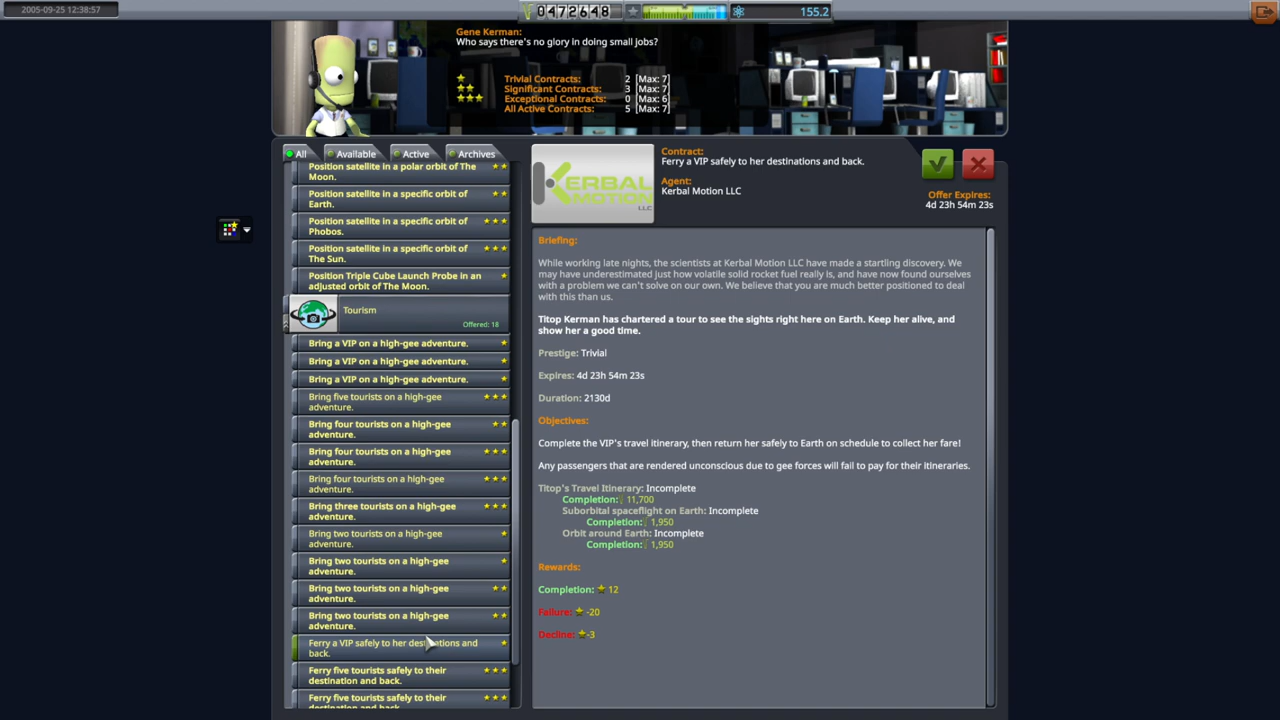 2005-09-25 12:38:57
0472648
155.2
Gene Kerman:
Who says there's no glory in doing small jobs?
Trivial Contracts: 2 [Max: 7]
Significant Contracts: 3 [Max: 7]
Exceptional Contracts: 0 [Max: 6]
All Active Contracts: 5 [Max: 7]
All
Available
Active
Archives
Position satellite in a polar orbit of The
Moon.
Position satellite in a specific orbit of
Earth.
Position satellite in a specific orbit of
Phobos.
Position satellite in a specific orbit of
The Sun.
Position Triple Cube Launch Probe in an
adjusted orbit of The Moon.
Tourism
Offered: 18
Bring a VIP on a high-gee adventure.
Bring a VIP on a high-gee adventure.
Bring a VIP on a high-gee adventure.
Bring five tourists on a high-gee
adventure.
Bring four tourists on a high-gee
adventure.
Bring four tourists on a high-gee
adventure.
Bring four tourists on a high-gee
adventure.
Bring three tourists on a high-gee
adventure.
Bring two tourists on a high-gee
adventure.
Bring two tourists on a high-gee
adventure.
Bring two tourists on a high-gee
adventure.
Bring two tourists on a high-gee
adventure.
Ferry a VIP safely to her destinations and
back.
Ferry five tourists safely to their
destination and back.
Ferry five tourists safely to their
destination and back.
KERBAL
MOTION
LLC
Contract:
Ferry a VIP safely to her destinations and back.
Agent:
Kerbal Motion LLC
Offer Expires:
4d 23h 54m 23s
Briefing:
While working late nights, the scientists at Kerbal Motion LLC have made a startling discovery. We
may have underestimated just how volatile solid rocket fuel really is, and have now found ourselves
with a problem we can't solve on our own. We believe that you are much better positioned to deal
with this than us.
Titop Kerman has chartered a tour to see the sights right here on Earth. Keep her alive, and
show her a good time.
Prestige: Trivial
Expires: 4d 23h 54m 23s
Duration: 2130d
Objectives:
Complete the VIP's travel itinerary, then return her safely to Earth on schedule to collect her fare!
Any passengers that are rendered unconscious due to gee forces will fail to pay for their itineraries.
Titop's Travel Itinerary: Incomplete
Completion: 11,700
Suborbital spaceflight on Earth: Incomplete
Completion: 1,950
Orbit around Earth: Incomplete
Completion: 1,950
Rewards:
Completion: 12
Failure: -20
Decline: -3